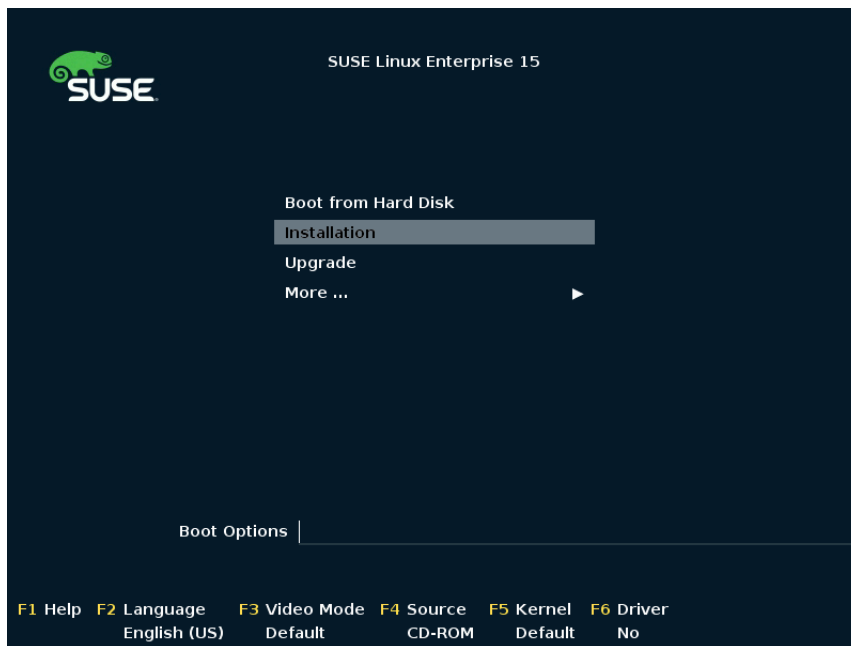 SUSE
SUSE Linux Enterprise 15
Boot from Hard Disk
Installation
Upgrade
More ...
Boot Options
F1 Help F2 Language F3 Video Mode F4 Source F5 Kernel F6 Driver
English (US) Default CD-ROM Default No